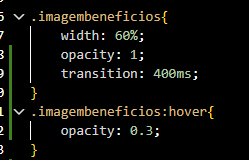 .imagembeneficios{
width: 60%;
opacity: 1;
transition: 400ms;
}
.imagembeneficios:hover{
opacity: 0.3;
}